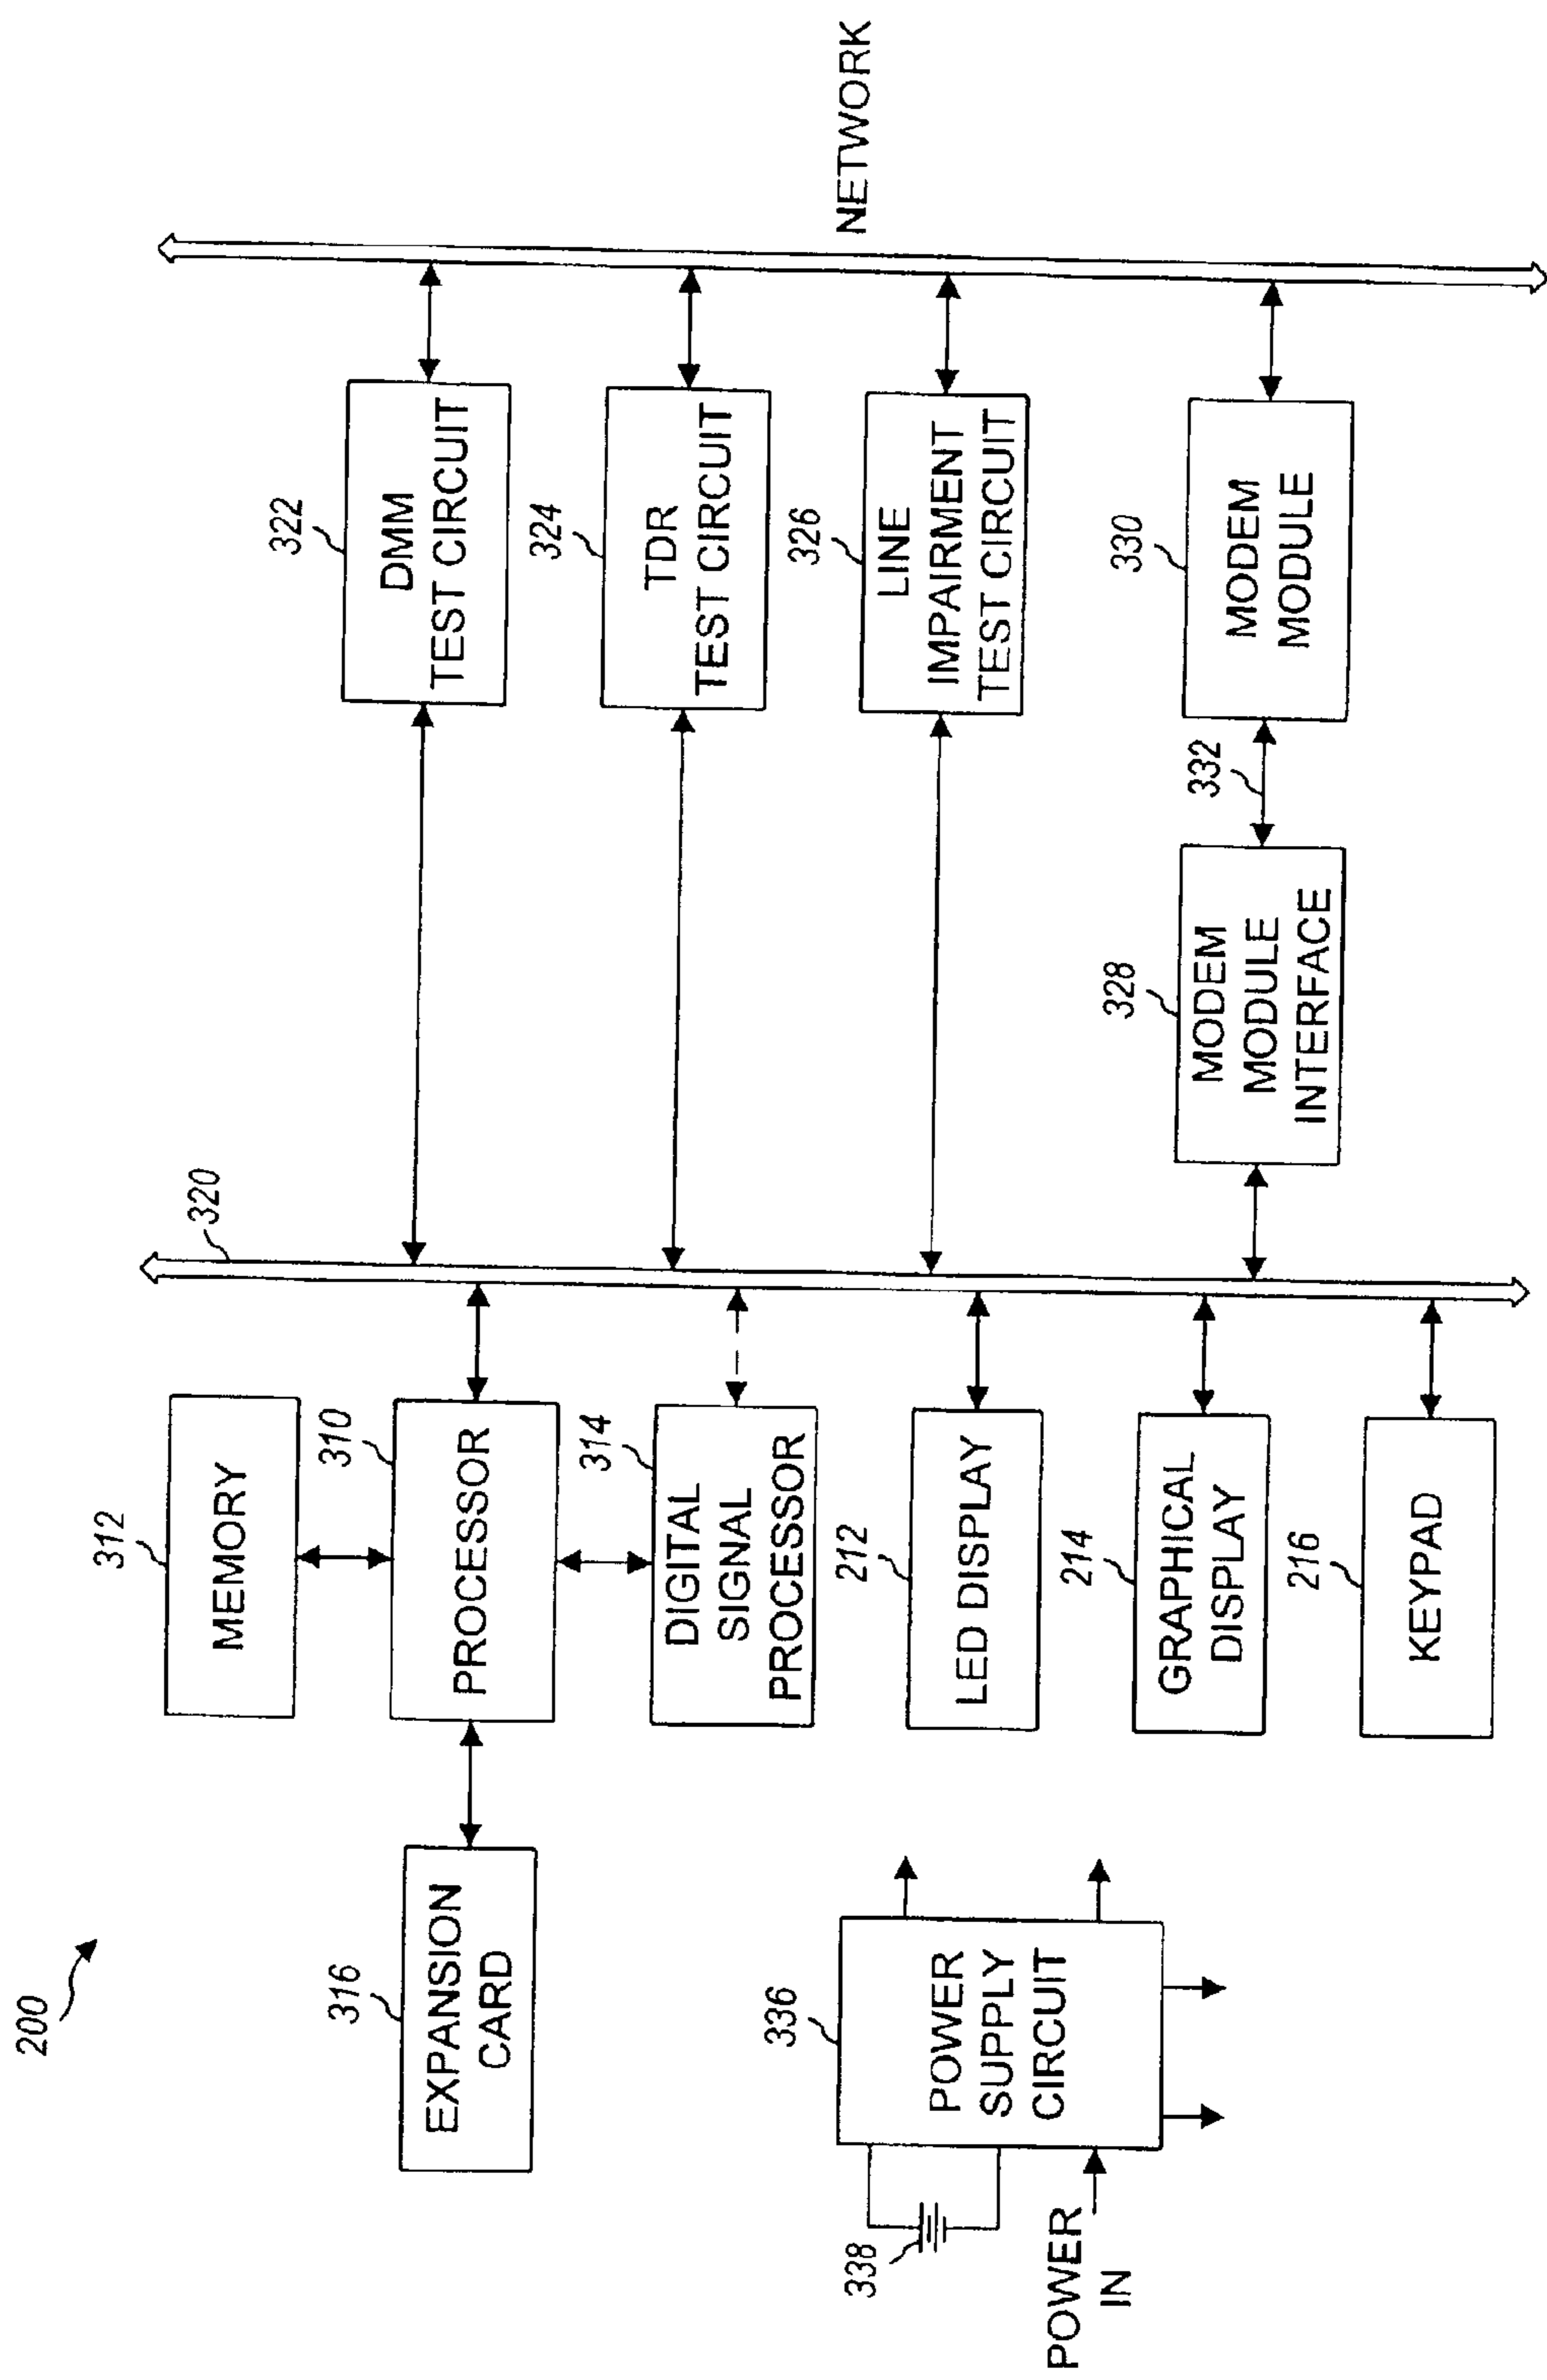 200
312
MEMORY
316
EXPANSION
CARD
310
PROCESSOR
314
DIGITAL
SIGNAL
PROCESSOR
212
LED DISPLAY
214
GRAPHICAL
DISPLAY
216
KEYPAD
336
POWER
SUPPLY
CIRCUIT
338
POWER
IN
320
322
DMM
TEST CIRCUIT
324
TDR
TEST CIRCUIT
326
LINE
IMPAIRMENT
TEST CIRCUIT
328
MODEM
MODULE
INTERFACE
332
330
MODEM
MODULE
NETWORK